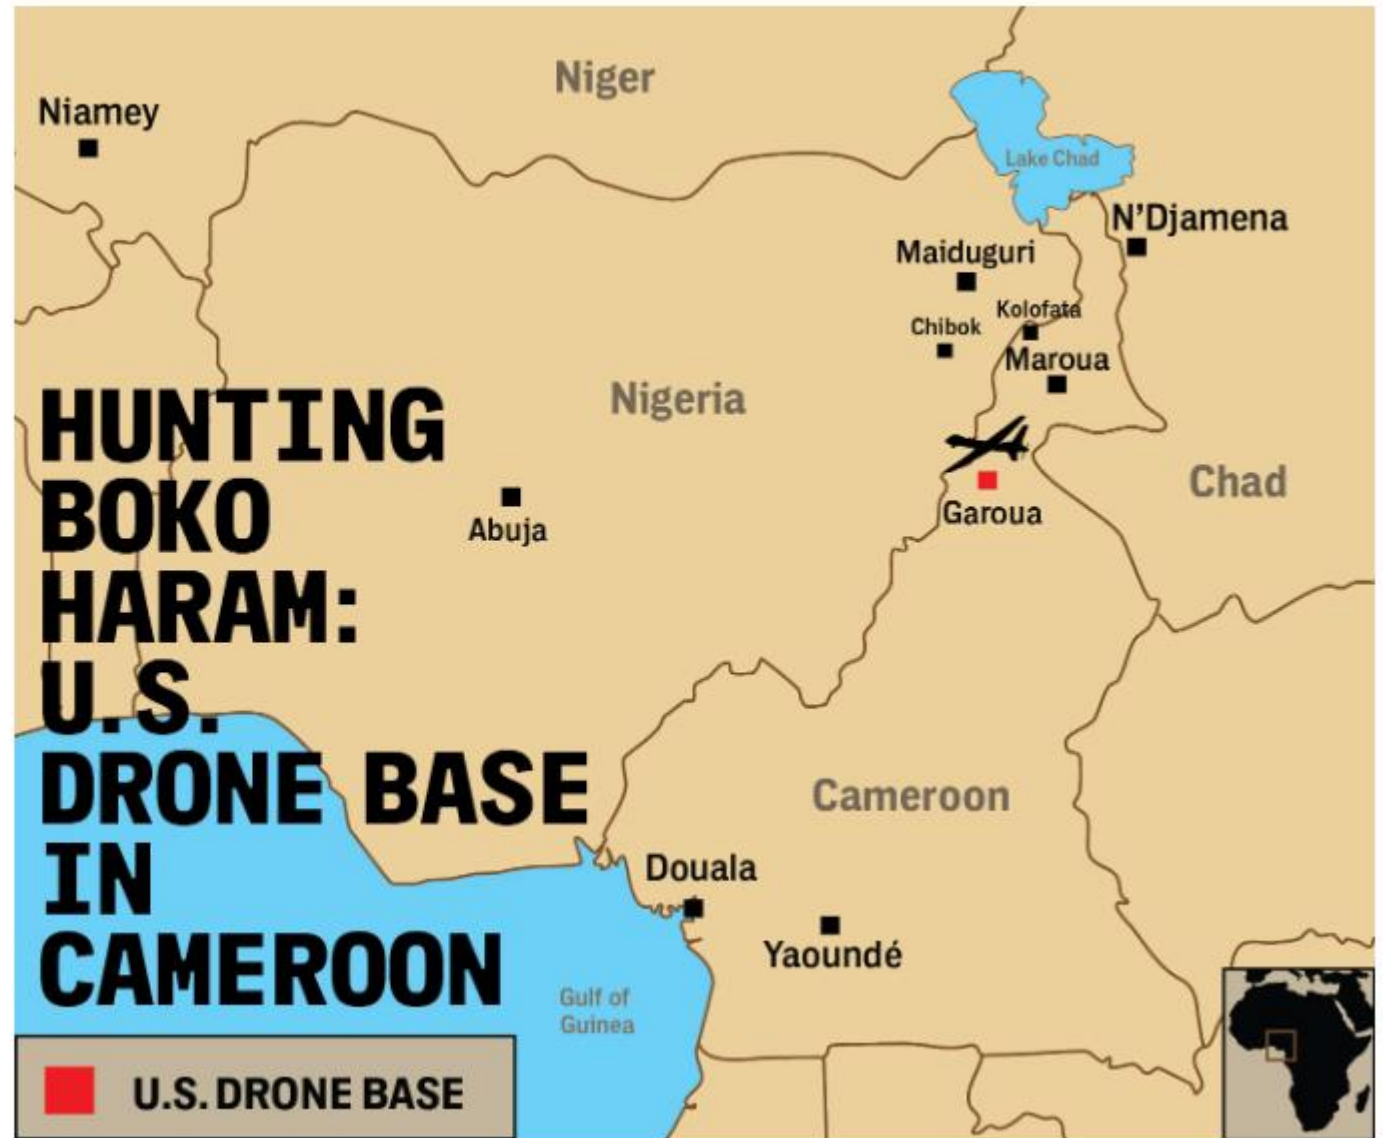 Niger
Niamey
Lake Chad
N'Djamena
Maiduguri
Kolofata
Chibok
Maroua
Nigeria
HUNTING
BOKO
HARAM:
U.S.
DRONE BASE
IN
CAMEROON
Chad
Abuja
Garoua
Cameroon
Douala
Yaoundé
Gulf of
Guinea
U.S. DRONE BASE